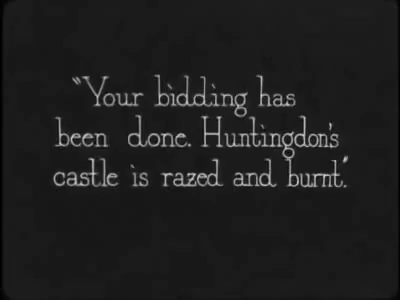 "Your bidding has
been done. Huntingdon's
castle is razed and burnt."